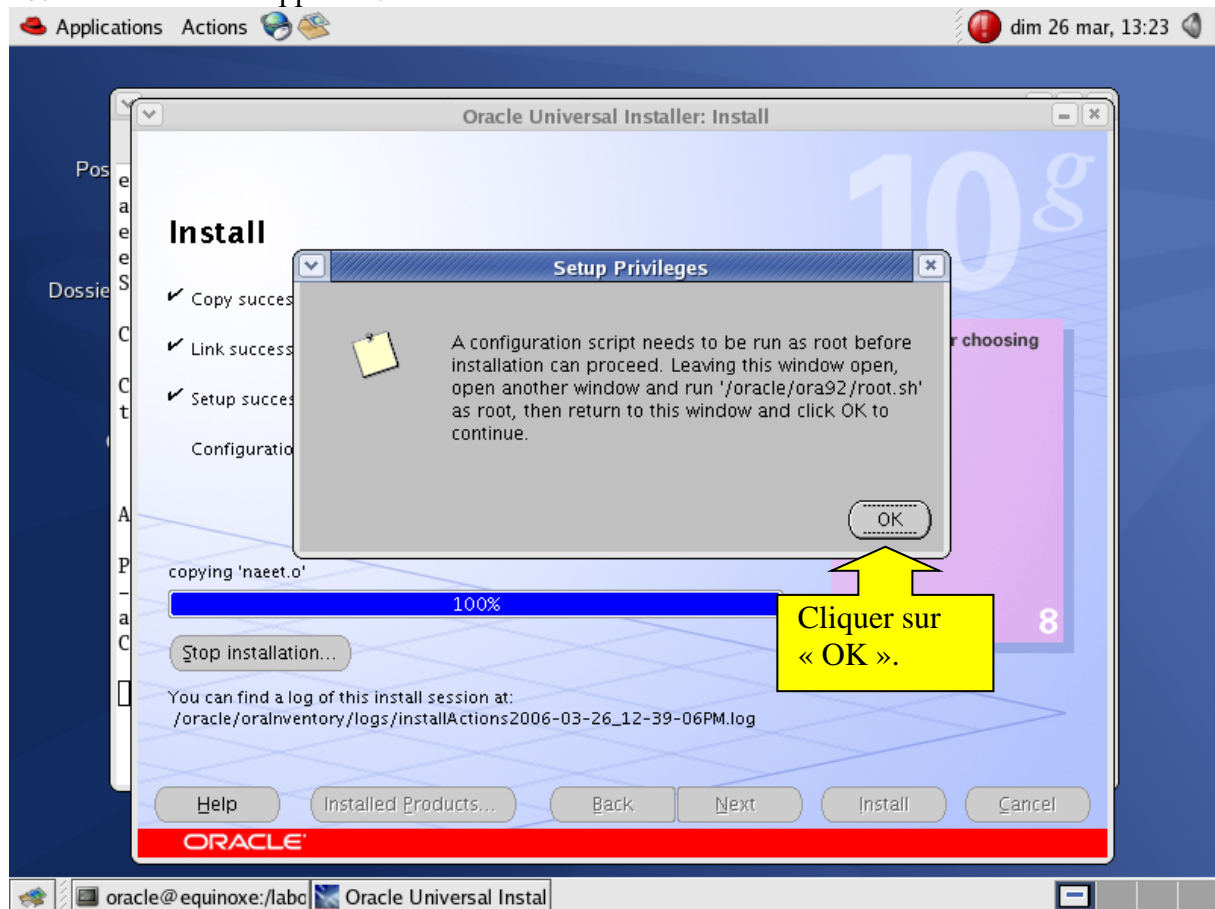 Applications Actions dim 26 mar, 13:23
Oracle Universal Installer: Install
Pos
Dossie
e
a
e
e
S
C
C
t
A
P
-
a
C
10g
Install
Copy succes
Link success
Setup succes
Configuratio
r choosing
Setup Privileges
A configuration script needs to be run as root before
installation can proceed. Leaving this window open,
open another window and run '/oracle/ora92/root.sh'
as root, then return to this window and click OK to
continue.
OK
copying 'naeet.o'
100%
Cliquer sur
« OK ».
8
Stop installation...
You can find a log of this install session at:
/oracle/oraInventory/logs/installActions2006-03-26_12-39-06PM.log
Help Installed Products... Back Next Install Cancel
ORACLE
oracle@equinoxe:/labo Oracle Universal Instal